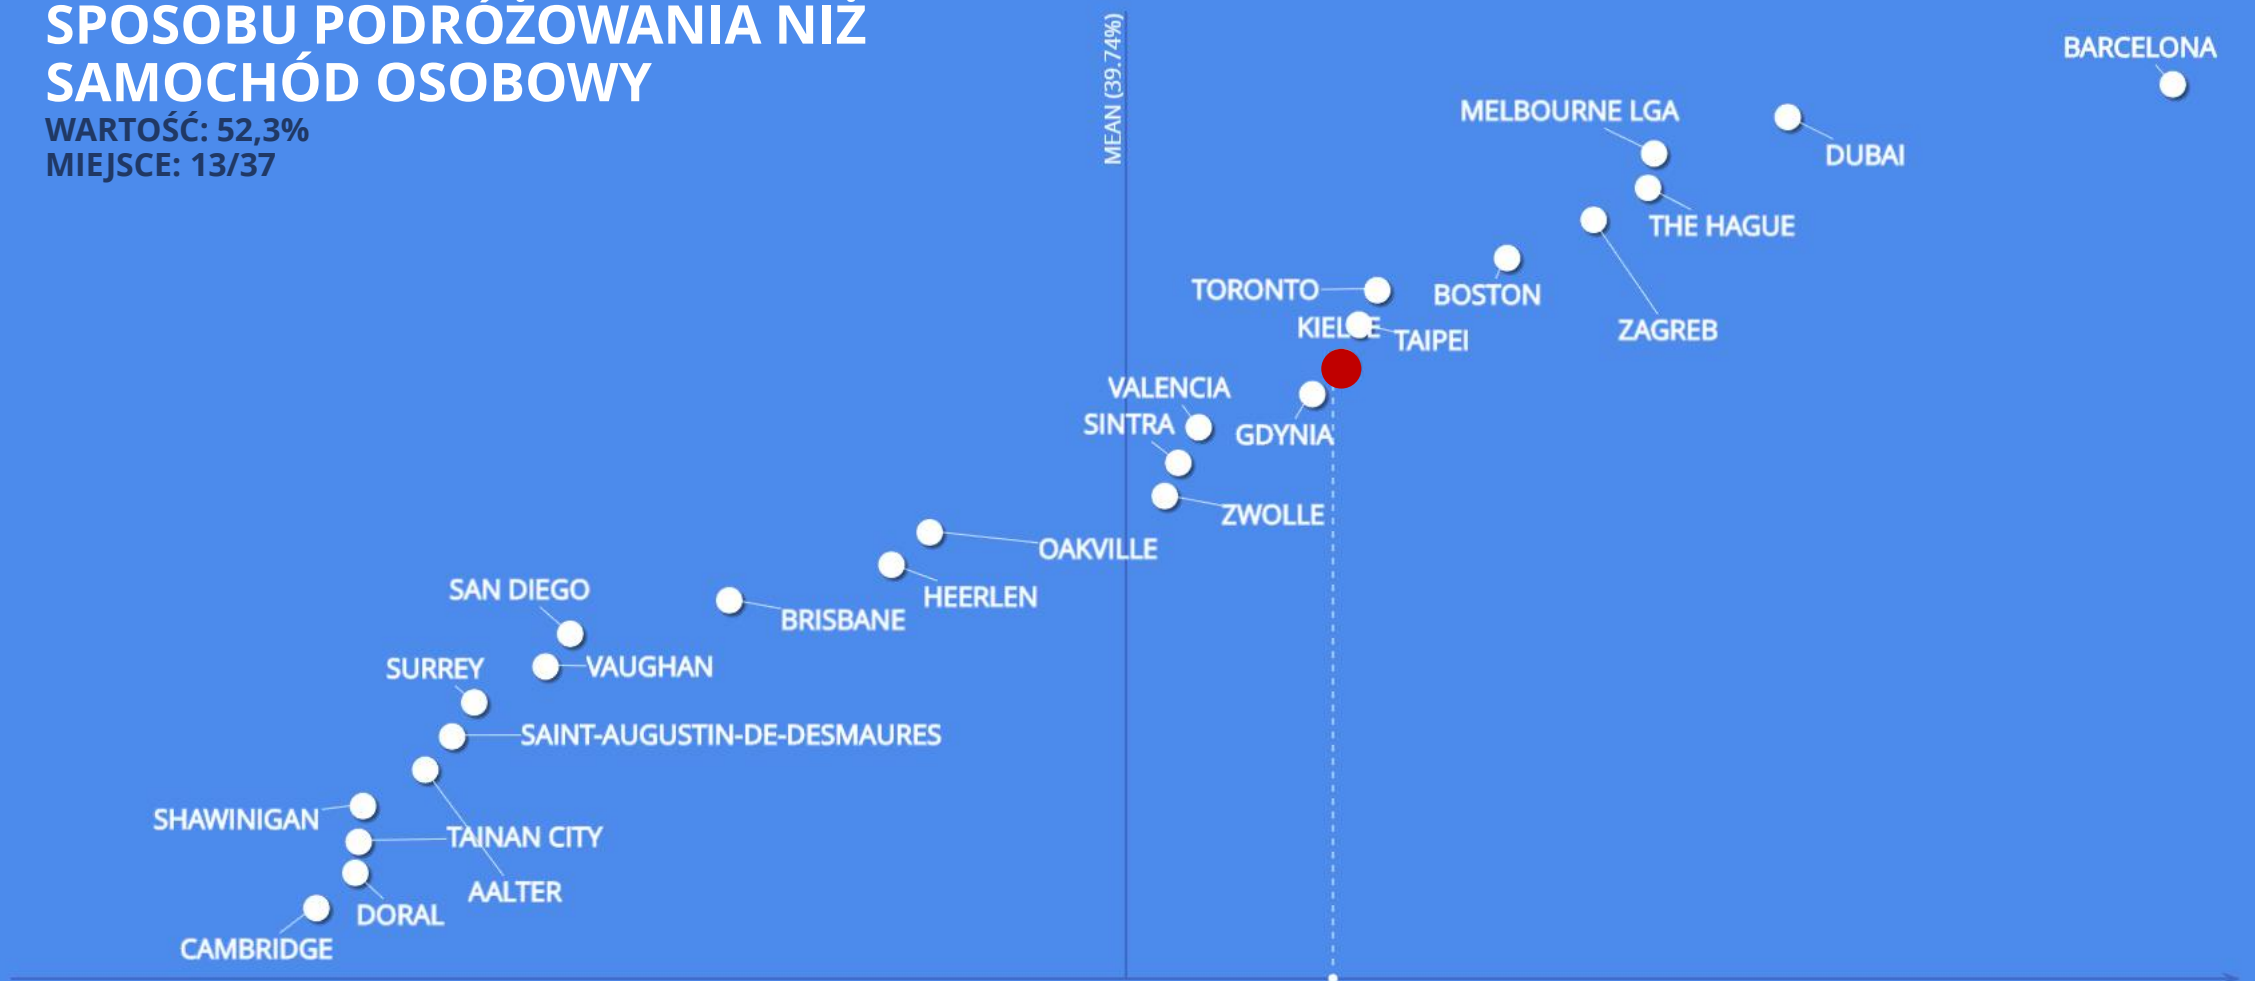 SPOSOBU PODRÓŻOWANIA NIŻ
SAMOCHÓD OSOBOWY
WARTOŚĆ: 52,3%
MIEJSCE: 13/37
MEAN (39.74%)
BARCELONA
MELBOURNE LGA
DUBAI
THE HAGUE
TORONTO
BOSTON
ZAGREB
TAIPEI
VALENCIA
SINTRA
GDYNIA
ZWOLLE
OAKVILLE
SAN DIEGO
HEERLEN
BRISBANE
SURREY
VAUGHAN
SAINT-AUGUSTIN-DE-DESMAURES
SHAWINIGAN
TAINAN CITY
AALTER
DORAL
CAMBRIDGE